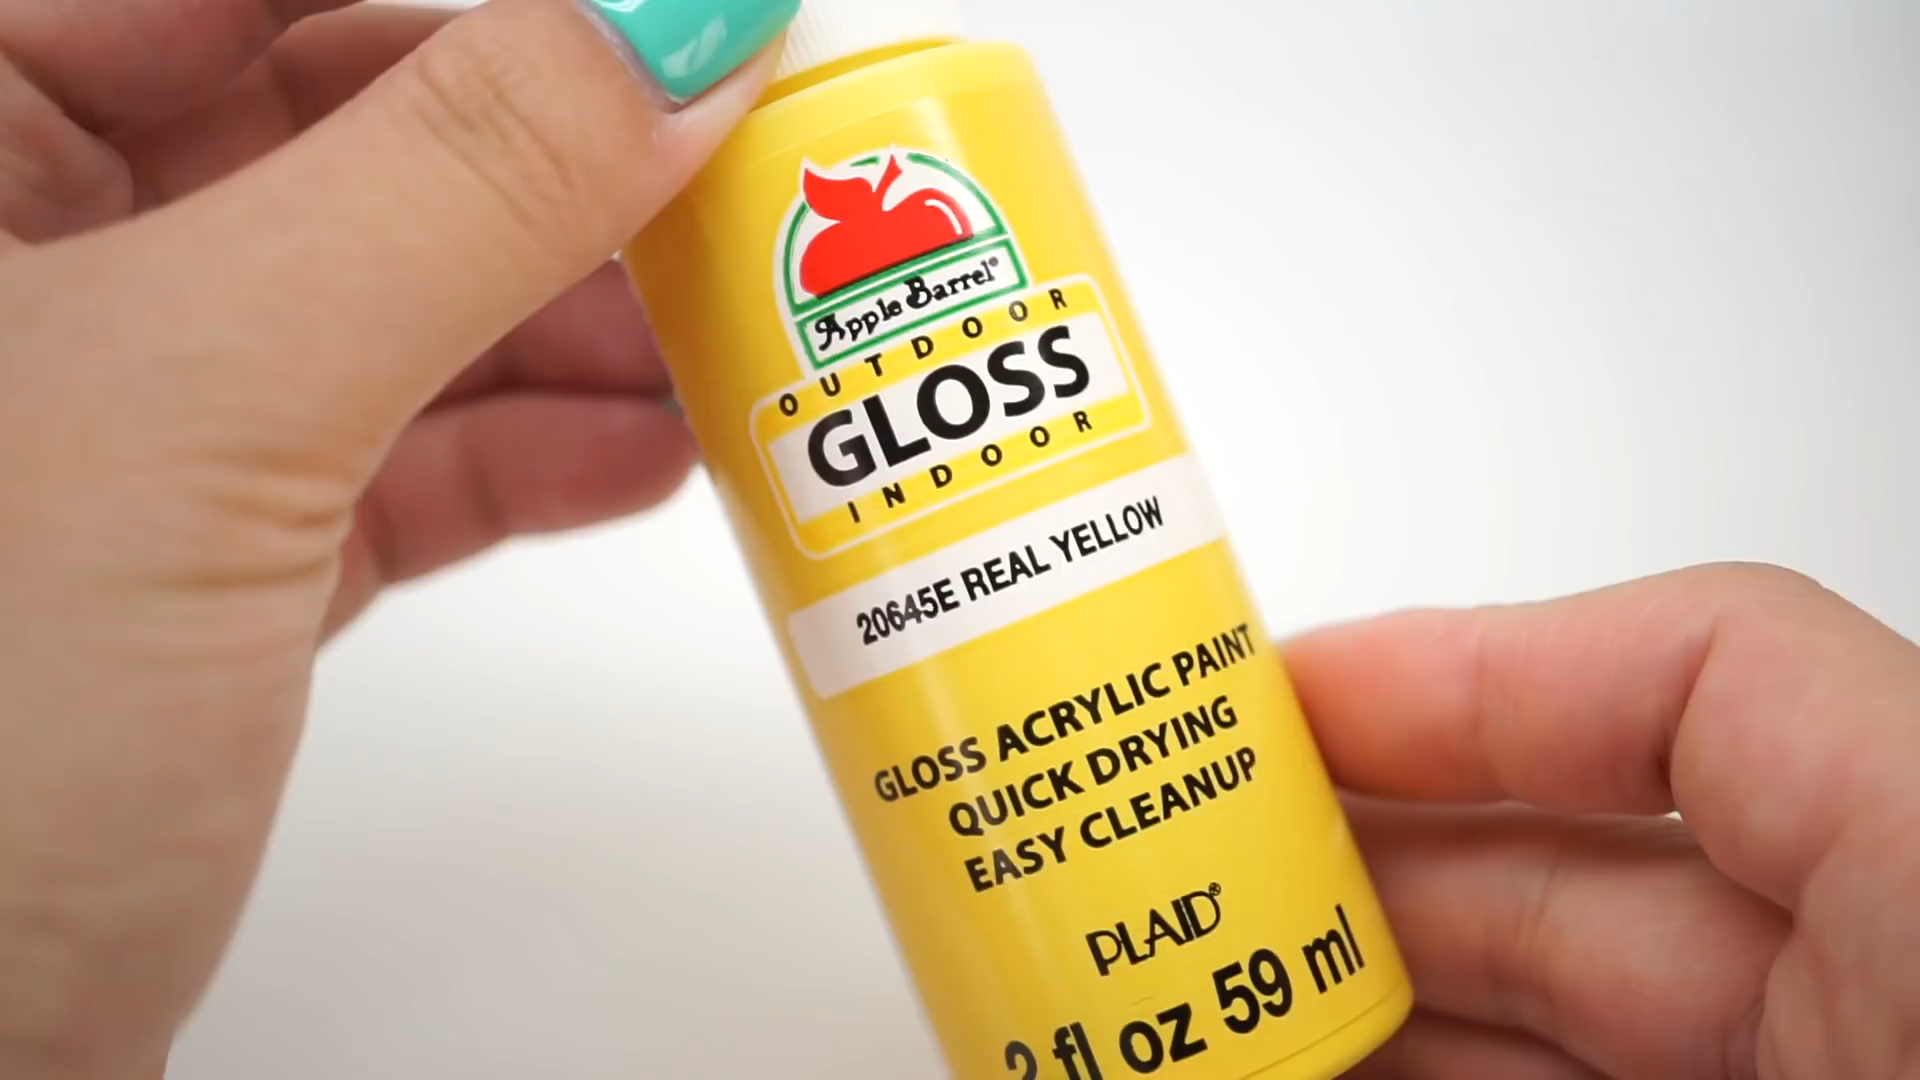 Apple Barrel®
OUTDOOR
GLOSS
INDOOR
20645E REAL YELLOW
GLOSS ACRYLIC PAINT
QUICK DRYING
EASY CLEANUP
PLAID®
2 fl oz 59 ml